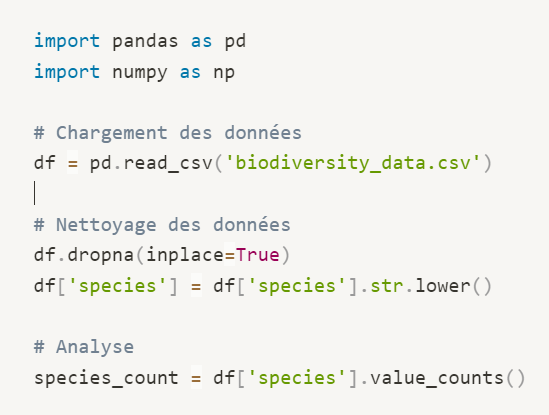 import pandas as pd
import numpy as np
# Chargement des données
df = pd.read_csv('biodiversity_data.csv')
# Nettoyage des données
df.dropna(inplace=True)
df['species'] = df['species'].str.lower()
# Analyse
species_count = df['species'].value_counts()